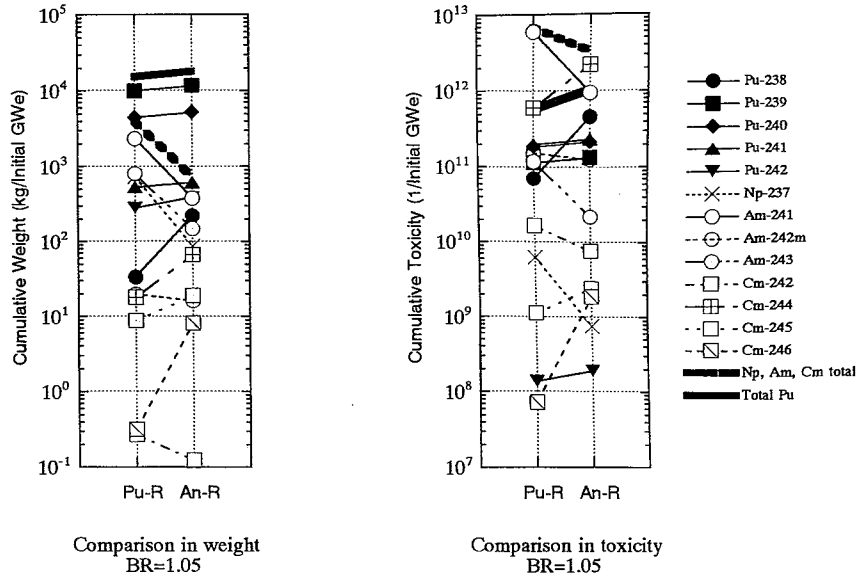 Cumulative Weight (kg/Initial GWe)
10^5
10^4
10^3
10^2
10^1
10^0
10^-1
Pu-R An-R
Comparison in weight
BR=1.05
Cumulative Toxicity (1/Initial GWe)
10^13
10^12
10^11
10^10
10^9
10^8
10^7
Pu-R An-R
Comparison in toxicity
BR=1.05
Pu-238
Pu-239
Pu-240
Pu-241
Pu-242
Np-237
Am-241
Am-242m
Am-243
Cm-242
Cm-244
Cm-245
Cm-246
Np, Am, Cm total
Total Pu